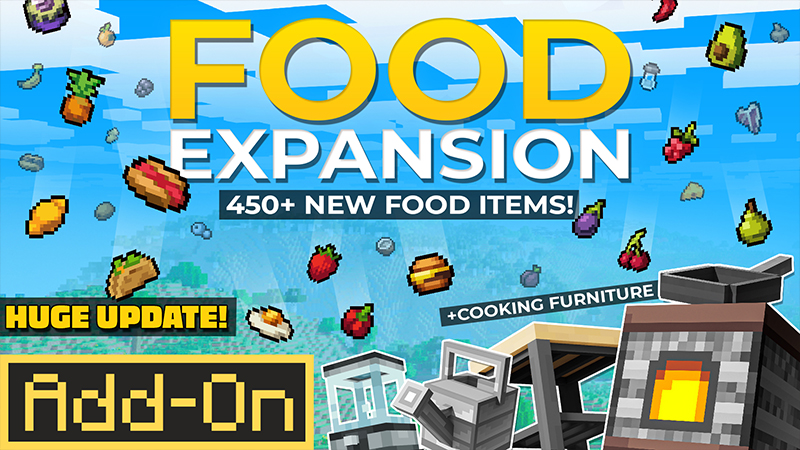 FOOD
EXPANSION
450+ NEW FOOD ITEMS!
+COOKING FURNITURE
HUGE UPDATE!
Add-On